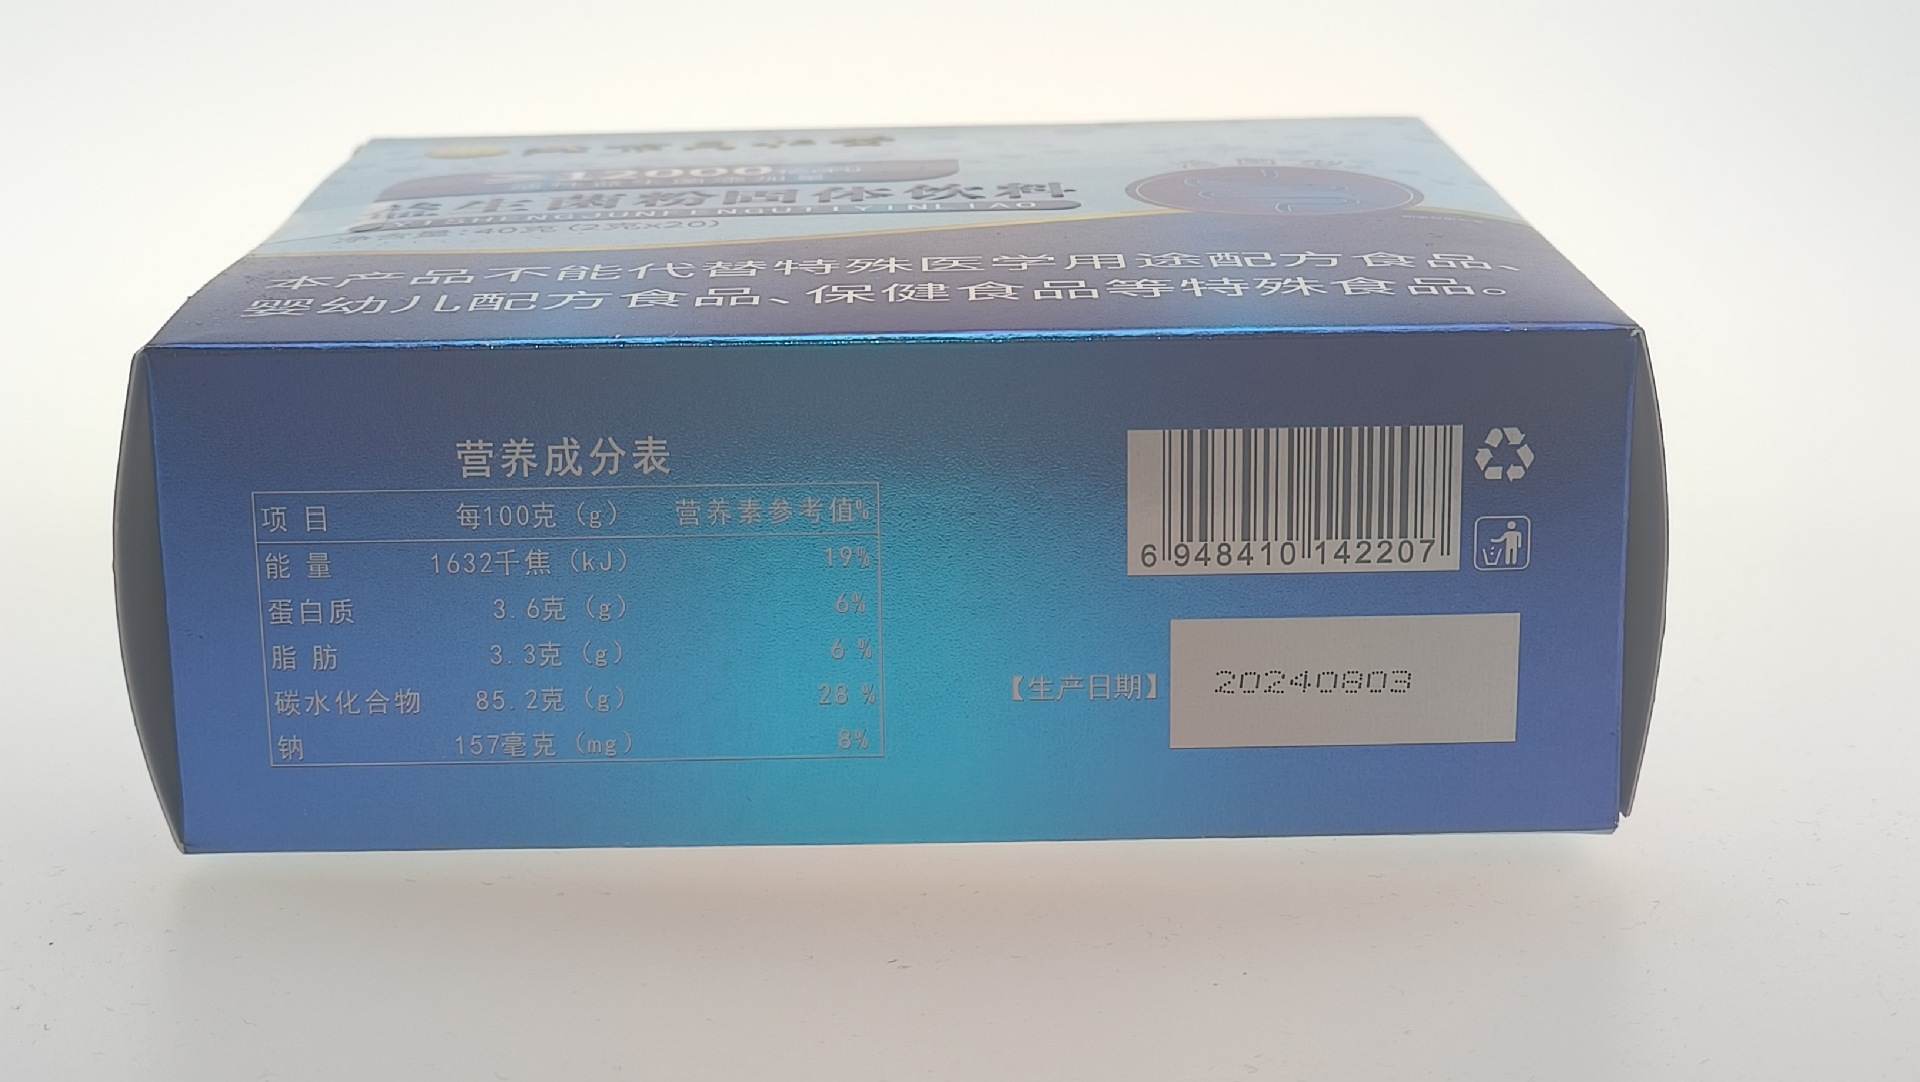 12000
益生菌粉固体饮料
YISHENGJUNFENGUTIYINLIAO
净含量:40克(2克X20)
本产品不能代替特殊医学用途配方食品、
婴幼儿配方食品、保健食品等特殊食品。
营养成分表
项目 每100克（g） 营养素参考值%
能量 1632千焦（kJ） 19%
蛋白质 3.6克（g） 6%
脂肪 3.3克（g） 6 %
碳水化合物 85.2克（g） 28 %
钠 157毫克（mg） 8%
6 948410 142207
【生产日期】 20240803